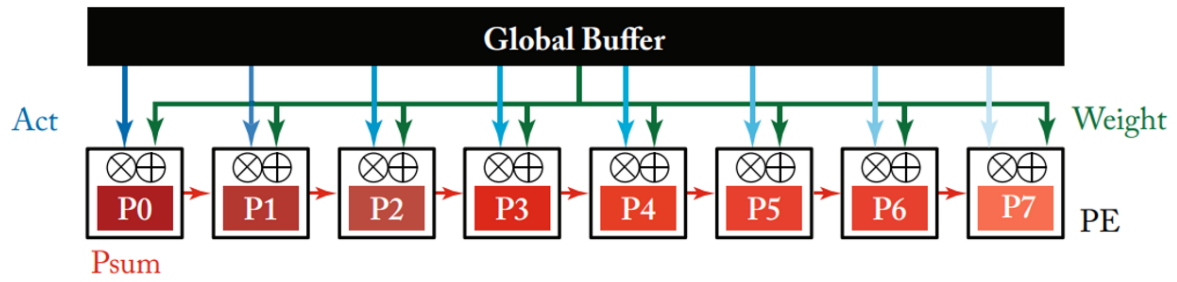 Global Buffer
Act
Weight
P0 P1 P2 P3 P4 P5 P6 P7
PE
Psum